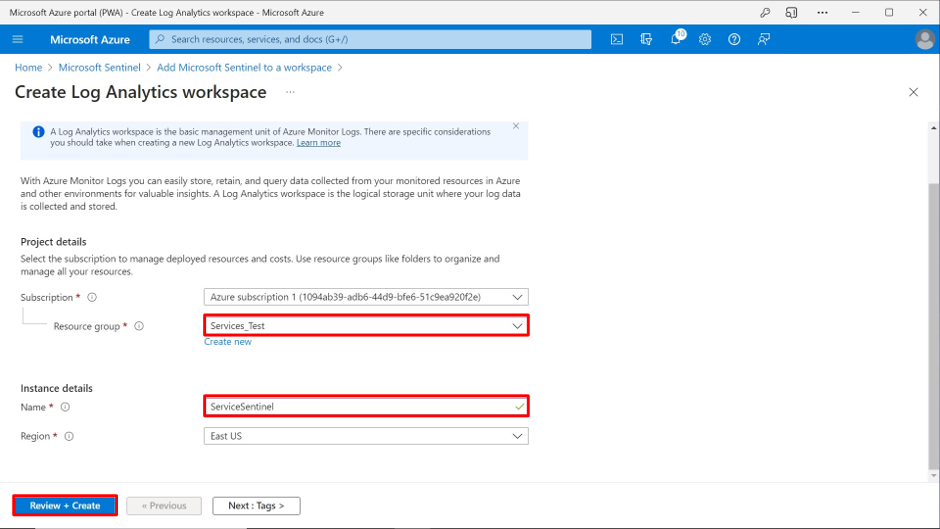 Microsoft Azure portal (PWA) - Create Log Analytics workspace - Microsoft Azure
Microsoft Azure
Search resources, services, and docs (G+/)
10
Home > Microsoft Sentinel > Add Microsoft Sentinel to a workspace >
Create Log Analytics workspace ...
A Log Analytics workspace is the basic management unit of Azure Monitor Logs. There are specific considerations
you should take when creating a new Log Analytics workspace. Learn more
With Azure Monitor Logs you can easily store, retain, and query data collected from your monitored resources in Azure
and other environments for valuable insights. A Log Analytics workspace is the logical storage unit where your log data
is collected and stored.
Project details
Select the subscription to manage deployed resources and costs. Use resource groups like folders to organize and
manage all your resources.
Subscription *
Azure subscription 1 (1094ab39-adb6-44d9-bfe6-51c9ea920f2e)
Resource group *
Services_Test
Create new
Instance details
Name *
ServiceSentinel
Region *
East US
Review + Create
« Previous
Next : Tags >